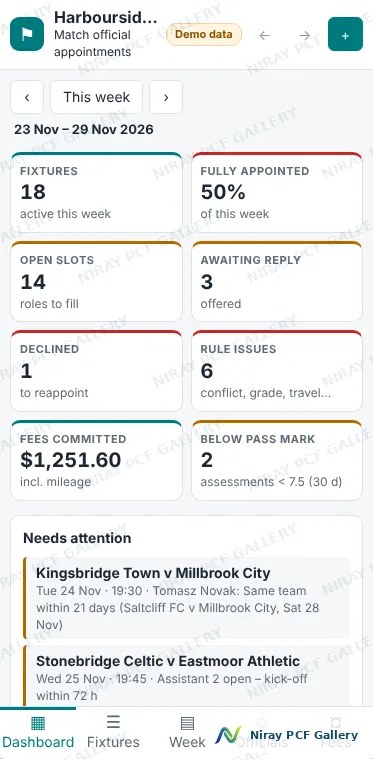 Harboursid...
Match official
appointments
Demo data
← →
+
‹ This week ›
23 Nov – 29 Nov 2026
FIXTURES
18
active this week
FULLY APPOINTED
50%
of this week
OPEN SLOTS
14
roles to fill
AWAITING REPLY
3
offered
DECLINED
1
to reappoint
RULE ISSUES
6
conflict, grade, travel...
FEES COMMITTED
$1,251.60
incl. mileage
BELOW PASS MARK
2
assessments < 7.5 (30 d)
Needs attention
Kingsbridge Town v Millbrook City
Tue 24 Nov · 19:30 · Tomasz Novak: Same team
within 21 days (Saltcliff FC v Millbrook City, Sat 28
Nov)
Stonebridge Celtic v Eastmoor Athletic
Wed 25 Nov · 19:45 · Assistant 2 open – kick-off
within 72 h
Dashboard
Fixtures
Week
Officials
Fees
Niray PCF Gallery
NIRAY PCF GALLERY